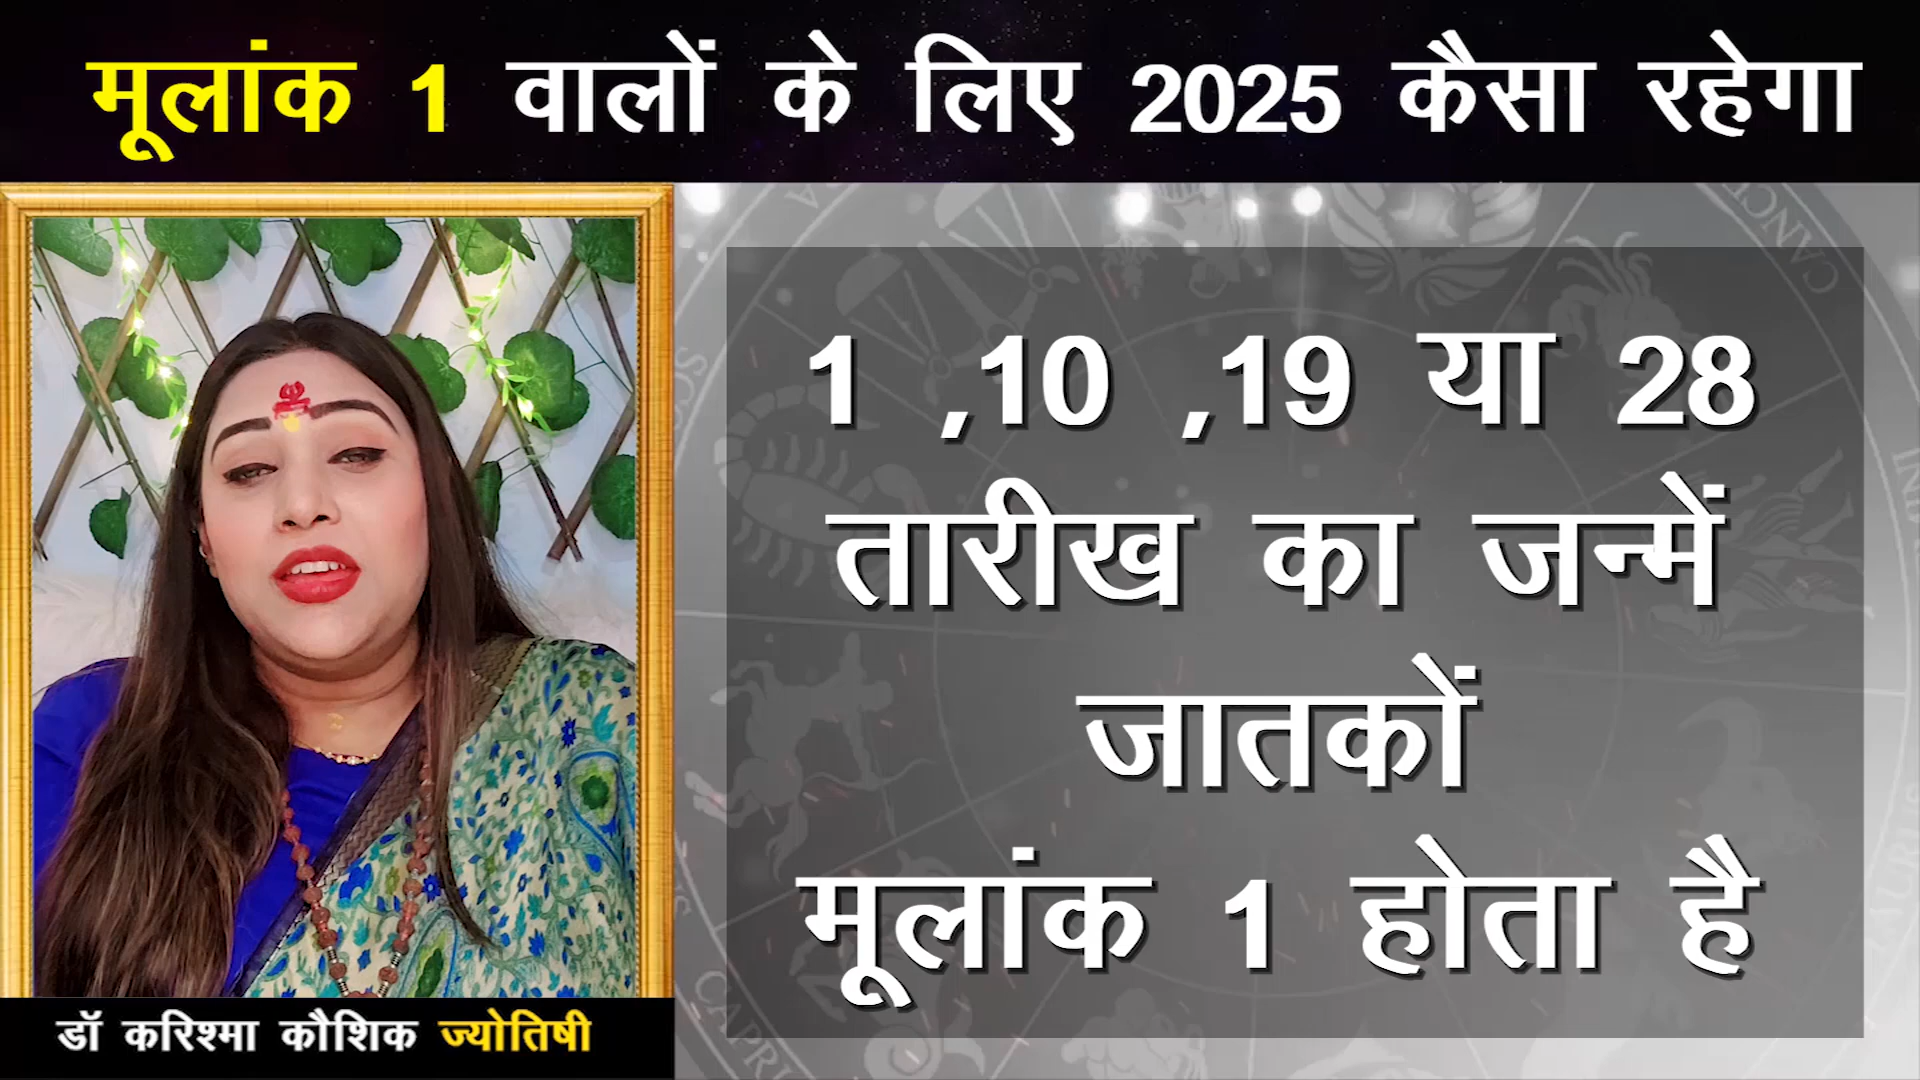 मूलांक 1 वालों के लिए 2025 कैसा रहेगा
1 ,10 ,19 या 28
तारीख का जन्में
जातकों
मूलांक 1 होता है
डॉ करिश्मा कौशिक ज्योतिषी